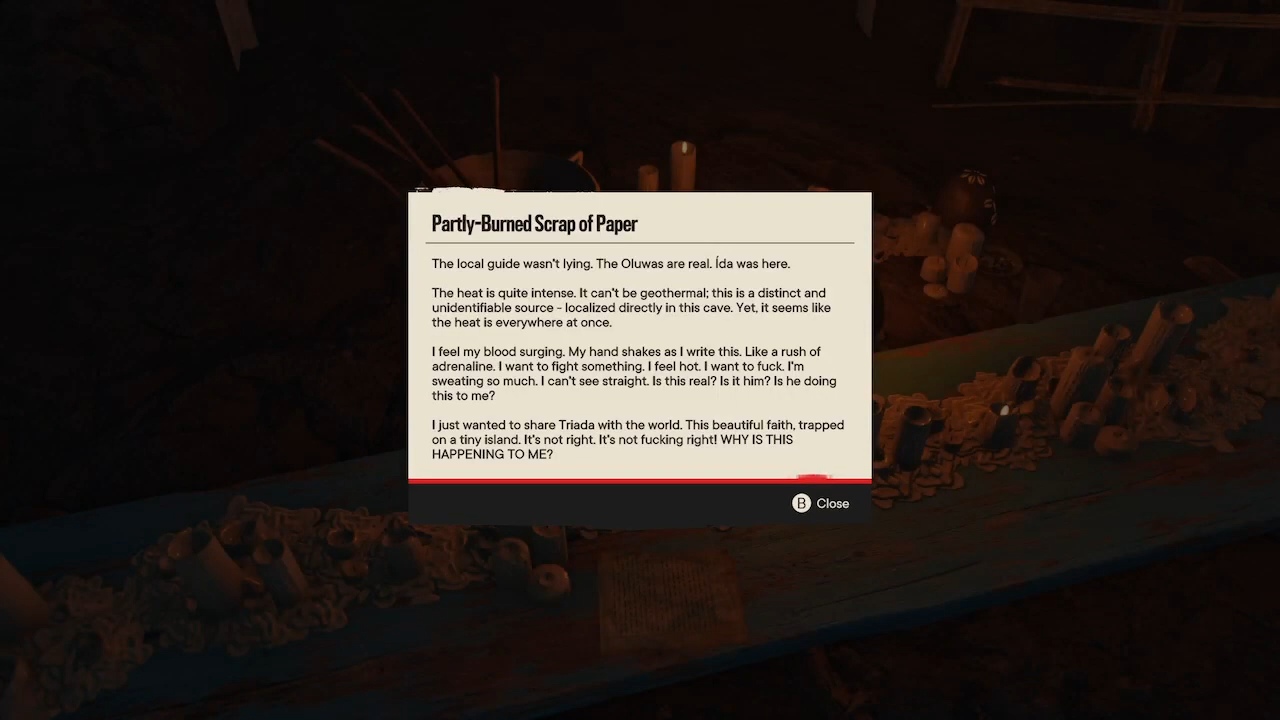 Partly-Burned Scrap of Paper
The local guide wasn't lying. The Oluwas are real. Ída was here.
The heat is quite intense. It can't be geothermal; this is a distinct and
unidentifiable source - localized directly in this cave. Yet, it seems like
the heat is everywhere at once.
I feel my blood surging. My hand shakes as I write this. Like a rush of
adrenaline. I want to fight something. I feel hot. I want to fuck. I'm
sweating so much. I can't see straight. Is this real? Is it him? Is he doing
this to me?
I just wanted to share Triada with the world. This beautiful faith, trapped
on a tiny island. It's not right. It's not fucking right! WHY IS THIS
HAPPENING TO ME?
B Close